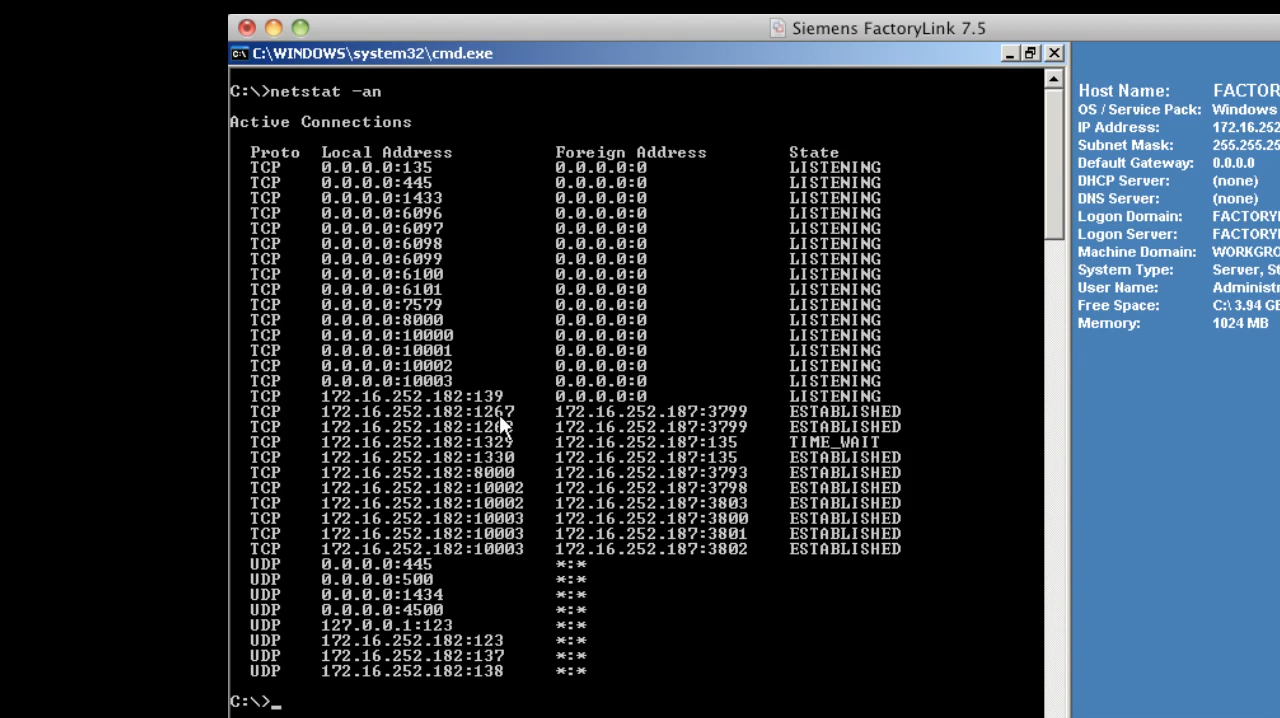 Siemens FactoryLink 7.5
C:\WINDOWS\system32\cmd.exe
C:\>netstat -an
Active Connections
Proto Local Address Foreign Address State
TCP 0.0.0.0:135 0.0.0.0:0 LISTENING
TCP 0.0.0.0:445 0.0.0.0:0 LISTENING
TCP 0.0.0.0:1433 0.0.0.0:0 LISTENING
TCP 0.0.0.0:6096 0.0.0.0:0 LISTENING
TCP 0.0.0.0:6097 0.0.0.0:0 LISTENING
TCP 0.0.0.0:6098 0.0.0.0:0 LISTENING
TCP 0.0.0.0:6099 0.0.0.0:0 LISTENING
TCP 0.0.0.0:6100 0.0.0.0:0 LISTENING
TCP 0.0.0.0:6101 0.0.0.0:0 LISTENING
TCP 0.0.0.0:7579 0.0.0.0:0 LISTENING
TCP 0.0.0.0:8000 0.0.0.0:0 LISTENING
TCP 0.0.0.0:10000 0.0.0.0:0 LISTENING
TCP 0.0.0.0:10001 0.0.0.0:0 LISTENING
TCP 0.0.0.0:10002 0.0.0.0:0 LISTENING
TCP 0.0.0.0:10003 0.0.0.0:0 LISTENING
TCP 172.16.252.182:139 0.0.0.0:0 LISTENING
TCP 172.16.252.182:1267 172.16.252.187:3799 ESTABLISHED
TCP 172.16.252.187:3799 ESTABLISHED
TCP 172.16.252.182:1329 172.16.252.187:135 TIME_WAIT
TCP 172.16.252.182:1330 172.16.252.187:135 ESTABLISHED
TCP 172.16.252.182:8000 172.16.252.187:3793 ESTABLISHED
TCP 172.16.252.182:10002 172.16.252.187:3798 ESTABLISHED
TCP 172.16.252.182:10002 172.16.252.187:3803 ESTABLISHED
TCP 172.16.252.182:10003 172.16.252.187:3800 ESTABLISHED
TCP 172.16.252.182:10003 172.16.252.187:3801 ESTABLISHED
TCP 172.16.252.182:10003 172.16.252.187:3802 ESTABLISHED
UDP 0.0.0.0:445 *:*
UDP 0.0.0.0:500 *:*
UDP 0.0.0.0:1434 *:*
UDP 0.0.0.0:4500 *:*
UDP 127.0.0.1:123 *:*
UDP 172.16.252.182:123 *:*
UDP 172.16.252.182:137 *:*
UDP 172.16.252.182:138 *:*
C:\>_
Host Name: FACTOR
OS / Service Pack: Windows
IP Address: 172.16.252
Subnet Mask: 255.255.25
Default Gateway: 0.0.0.0
DHCP Server: (none)
DNS Server: (none)
Logon Domain: FACTORY
Logon Server: FACTORY
Machine Domain: WORKGRO
System Type: Server, St
User Name: Administr
Free Space: C:\ 3.94 GB
Memory: 1024 MB